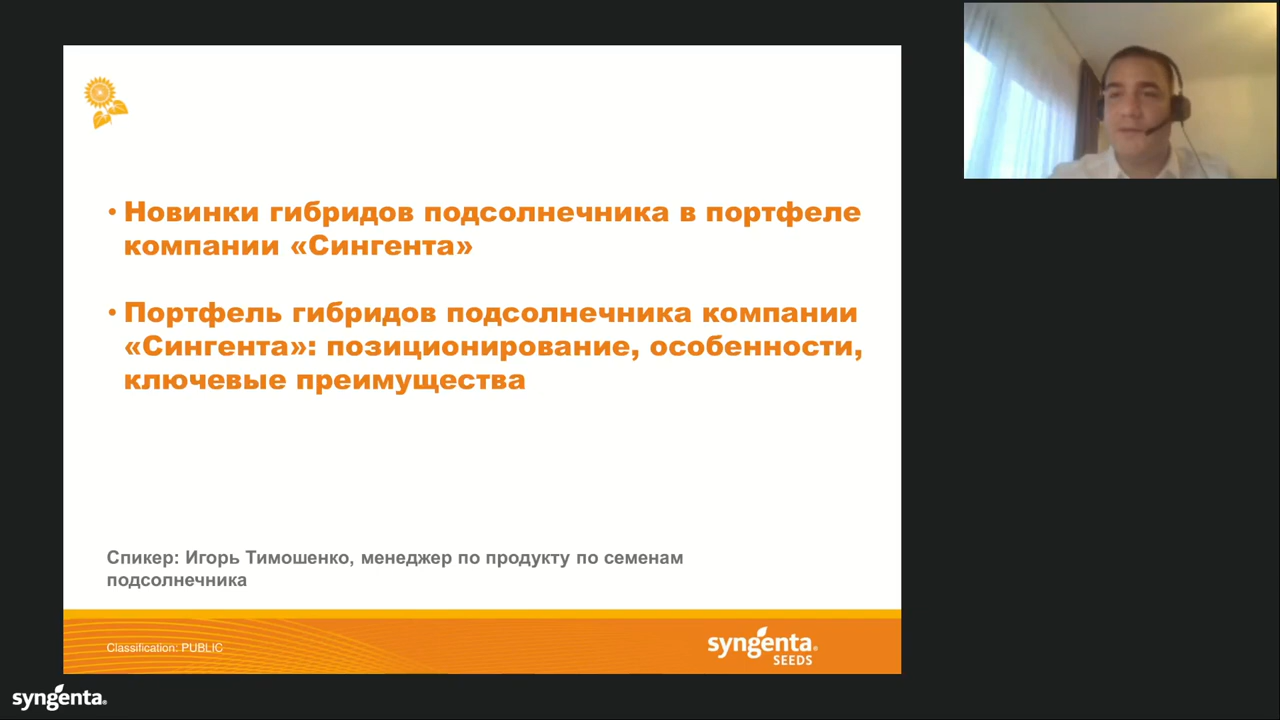 • Новинки гибридов подсолнечника в портфеле
компании «Сингента»
• Портфель гибридов подсолнечника компании
«Сингента»: позиционирование, особенности,
ключевые преимущества
Спикер: Игорь Тимошенко, менеджер по продукту по семенам
подсолнечника
Classification: PUBLIC
syngenta®
SEEDS
syngenta®